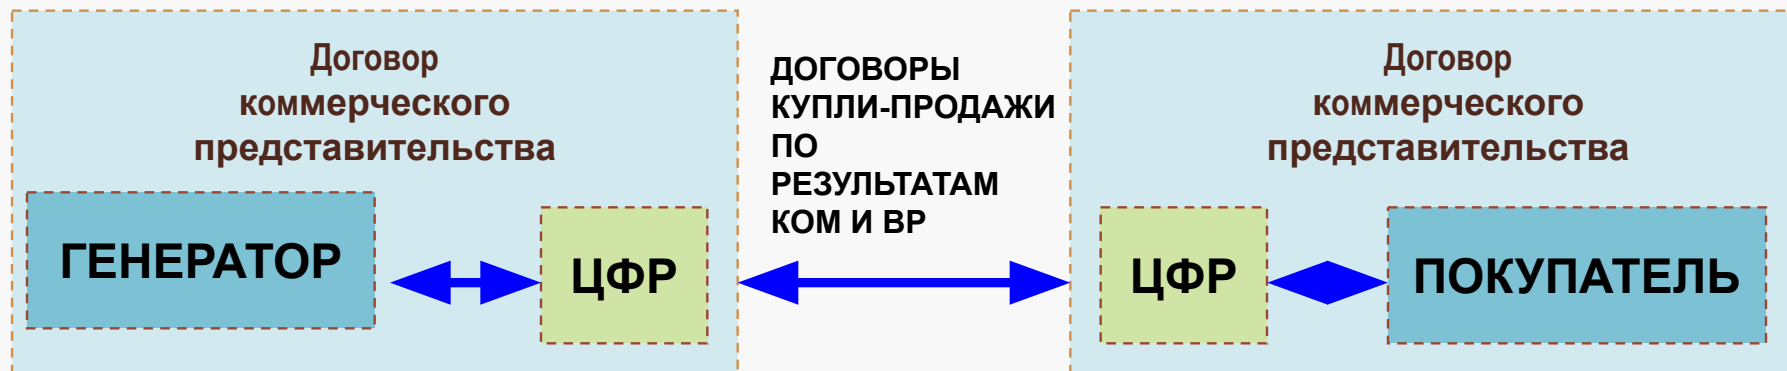 Договор
коммерческого
представительства
ГЕНЕРАТОР
ЦФР
ДОГОВОРЫ
КУПЛИ-ПРОДАЖИ
ПО
РЕЗУЛЬТАТАМ
КОМ И ВР
Договор
коммерческого
представительства
ЦФР
ПОКУПАТЕЛЬ